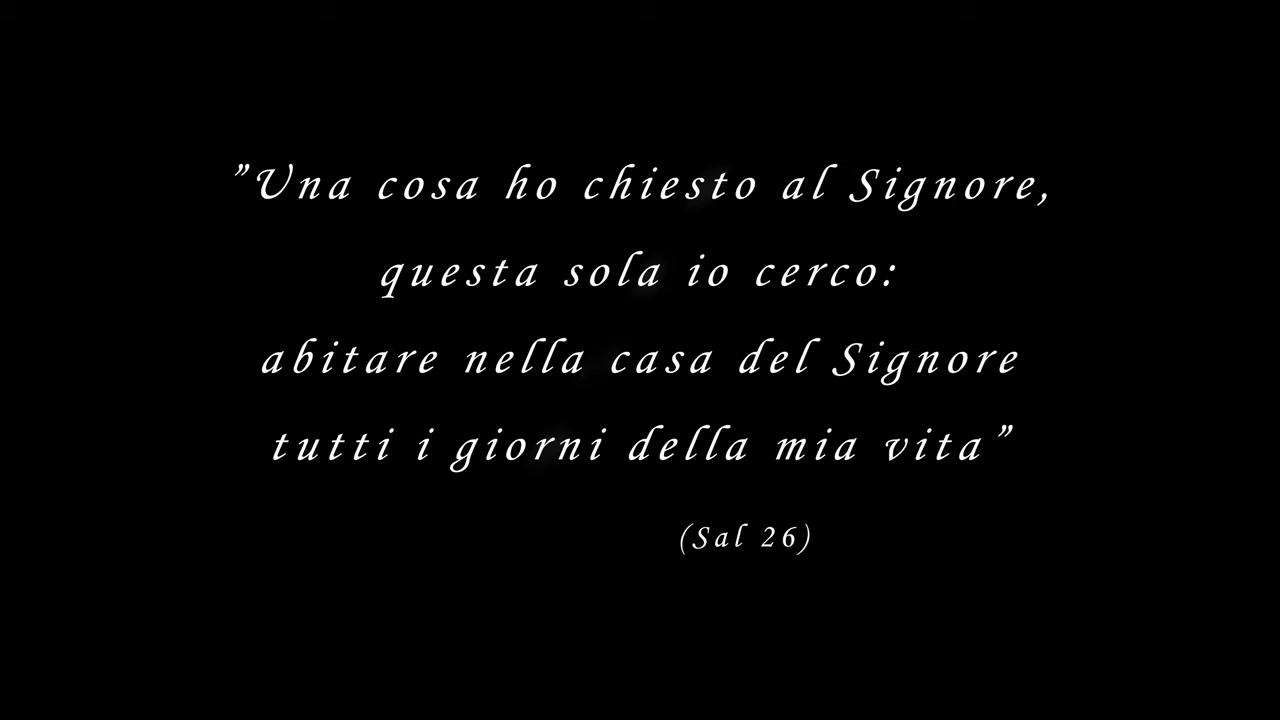 ”Una cosa ho chiesto al Signore,
questa sola io cerco:
abitare nella casa del Signore
tutti i giorni della mia vita”
(Sal 26)